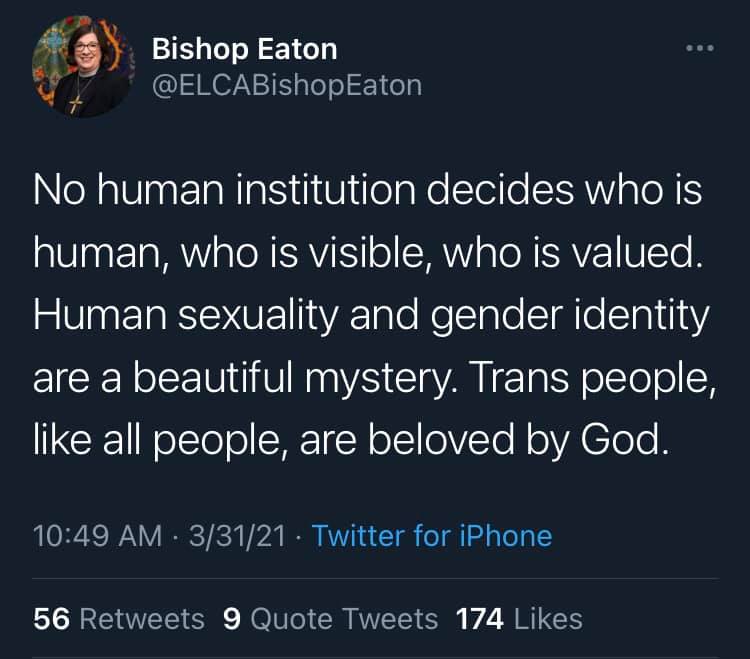 Bishop Eaton
@ELCABishopEaton
No human institution decides who is
human, who is visible, who is valued.
Human sexuality and gender identity
are a beautiful mystery. Trans people,
like all people, are beloved by God.
10:49 AM · 3/31/21 · Twitter for iPhone
56 Retweets 9 Quote Tweets 174 Likes